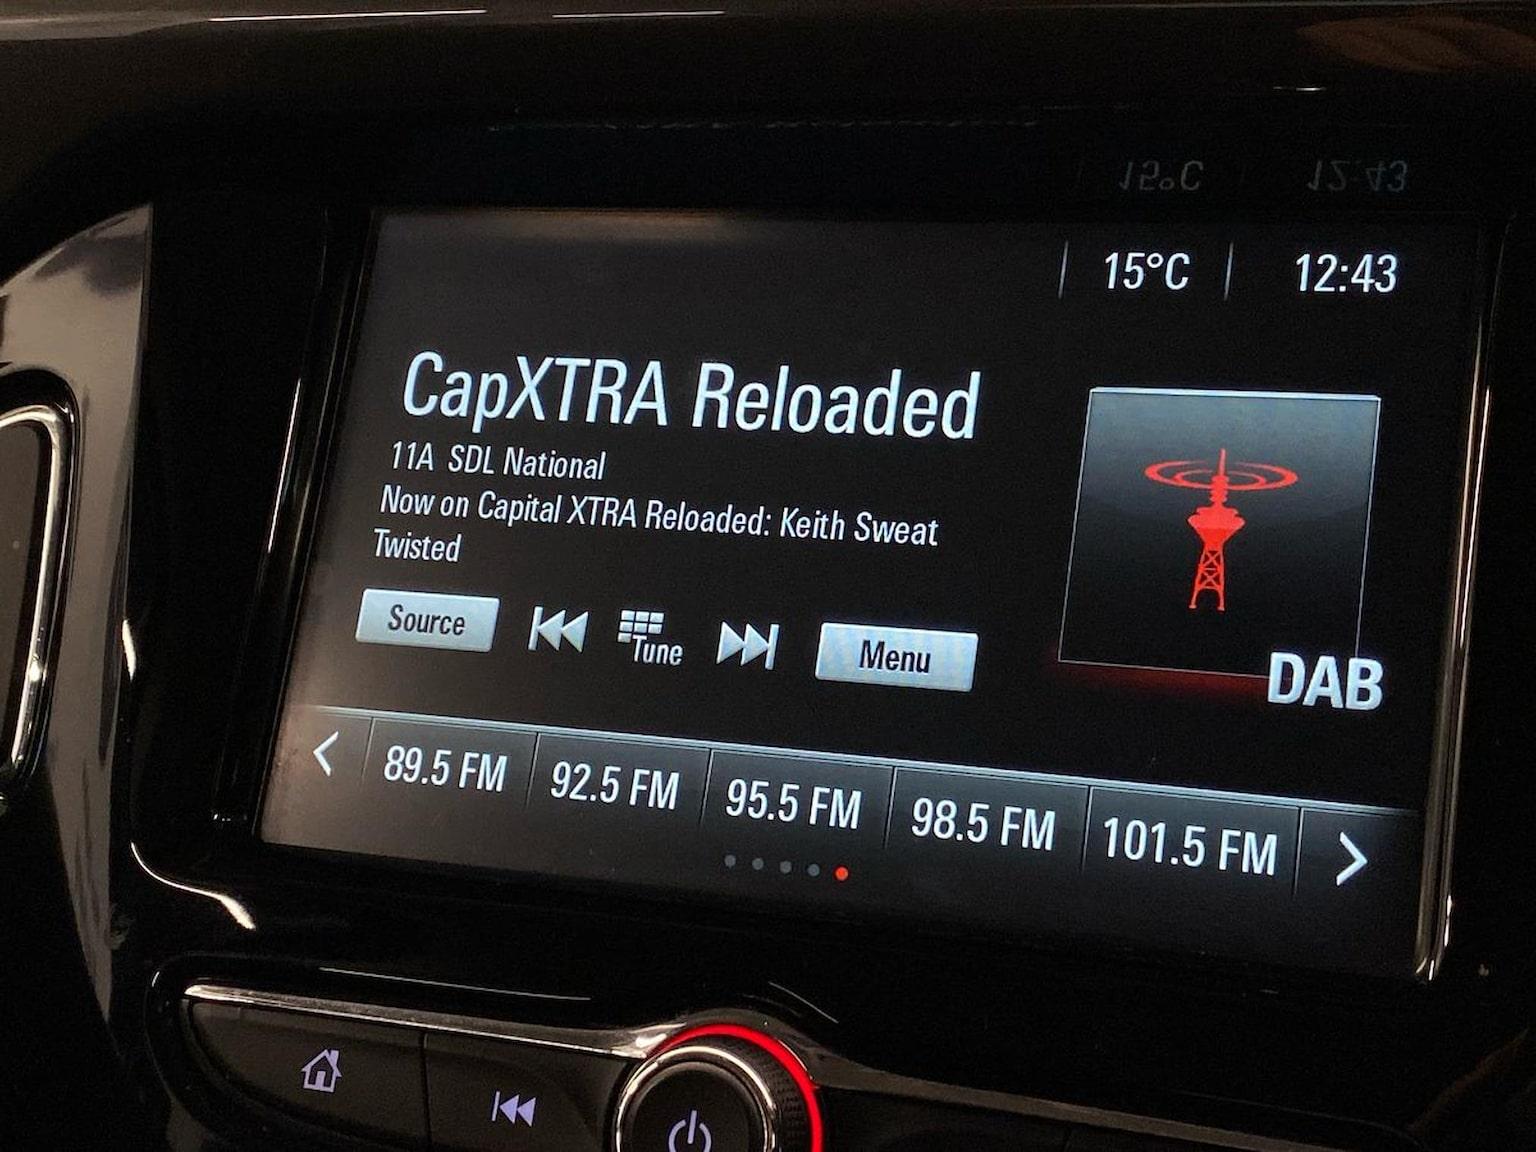 15°C 12:43
CapXTRA Reloaded
11A SDL National
Now on Capital XTRA Reloaded: Keith Sweat
Twisted
Source Tune Menu
DAB
89.5 FM 92.5 FM 95.5 FM 98.5 FM 101.5 FM